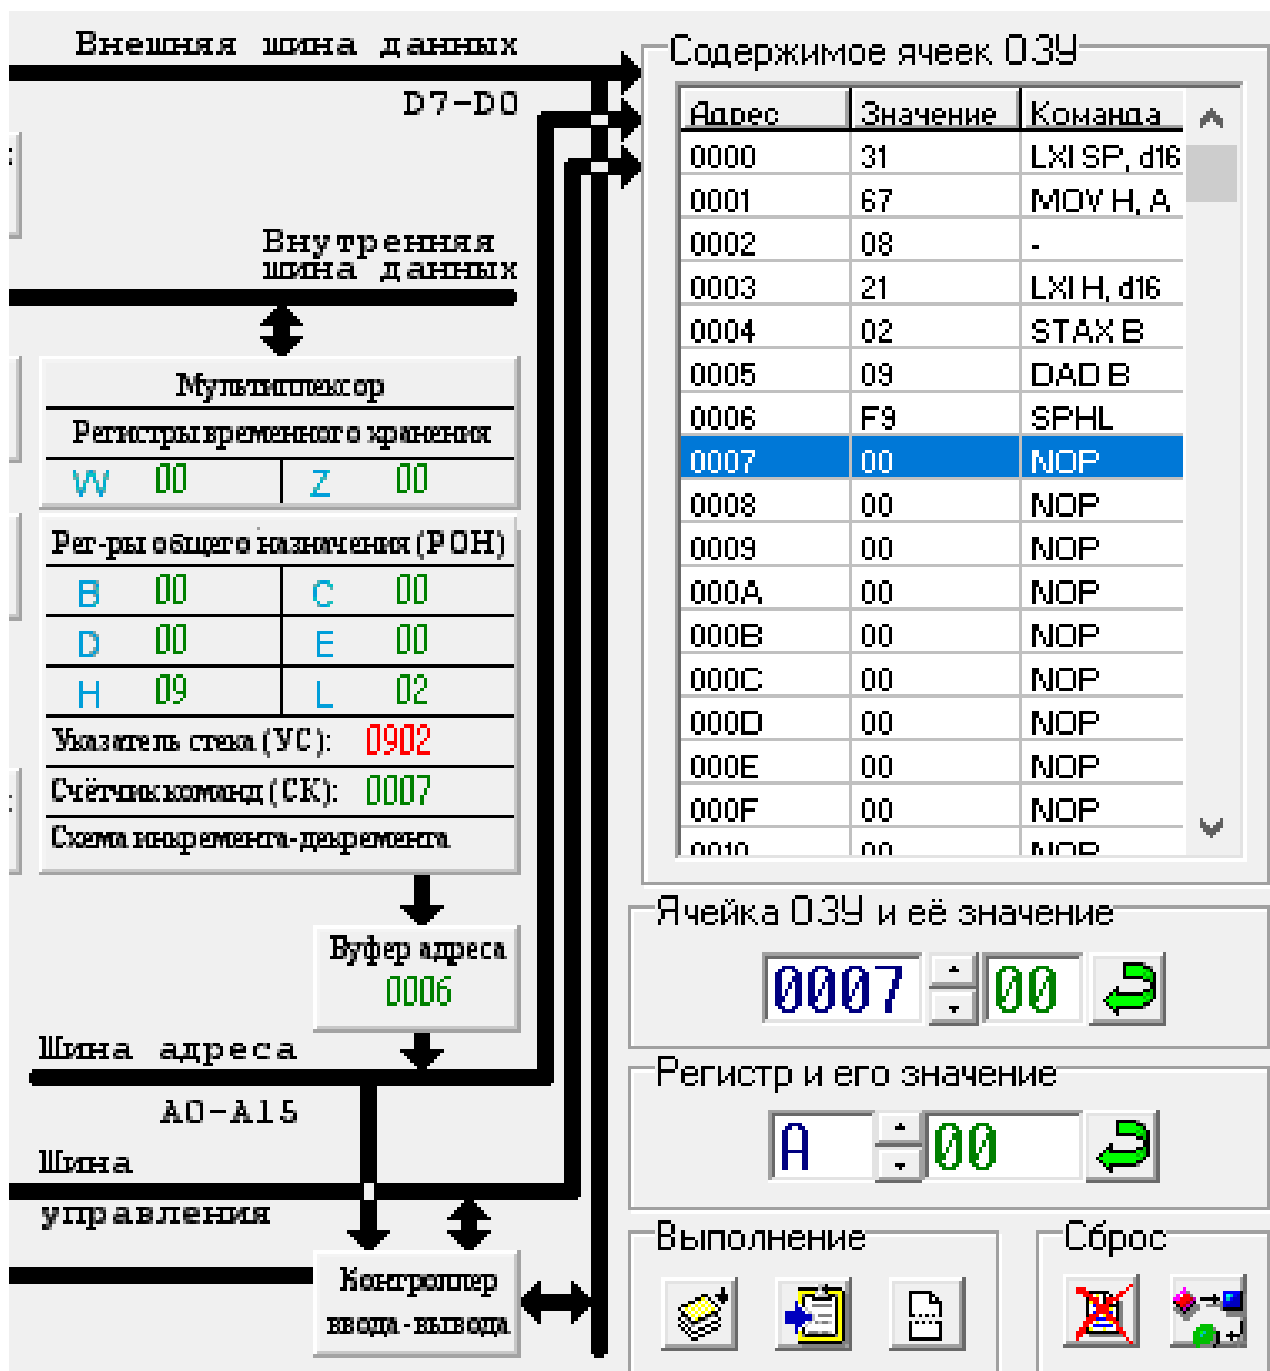 Внешняя шина данных
D7-D0
Внутренняя
шина данных
Мультиплексор
Регистры временного хранения
W 00 Z 00
Рег-ры общего назначения (РОН)
B 00 C 00
D 00 E 00
H 09 L 02
Указатель стека (УС): 0902
Счётчик команд (СК): 0007
Схема инкремента-декремента
Буфер адреса
0006
Шина адреса
A0-A15
Шина
управления
Контроллер
ввода-вывода
Содержимое ячеек ОЗУ
Адрес Значение Команда
0000 31 LXI SP, d16
0001 67 MOV H, A
0002 08 -
0003 21 LXI H, d16
0004 02 STAX B
0005 09 DAD B
0006 F9 SPHL
0007 00 NOP
0008 00 NOP
0009 00 NOP
000A 00 NOP
000B 00 NOP
000C 00 NOP
000D 00 NOP
000E 00 NOP
000F 00 NOP
0010 00 NOP
Ячейка ОЗУ и её значение
0007 00
Регистр и его значение
A 00
Выполнение
Сброс